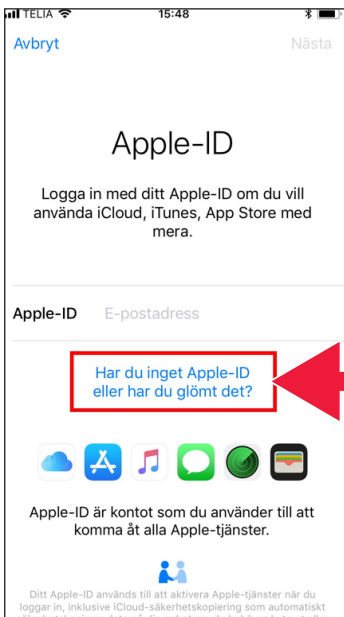 TELIA 15:48
Avbryt Nästa
Apple-ID
Logga in med ditt Apple-ID om du vill
använda iCloud, iTunes, App Store med
mera.
Apple-ID E-postadress
Har du inget Apple-ID
eller har du glömt det?
Apple-ID är kontot som du använder till att
komma åt alla Apple-tjänster.
Ditt Apple-ID används till att aktivera Apple-tjänster när du
loggar in, inklusive iCloud-säkerhetskopiering som automatiskt